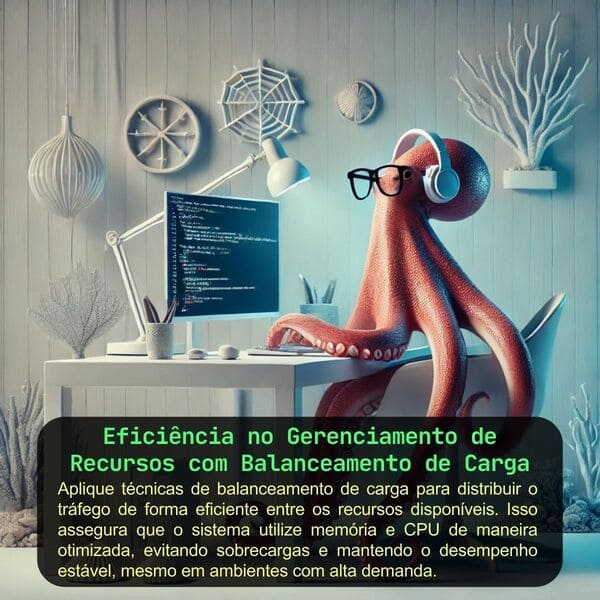 Eficiência no Gerenciamento de
Recursos com Balanceamento de Carga
Aplique técnicas de balanceamento de carga para distribuir o
tráfego de forma eficiente entre os recursos disponíveis. Isso
assegura que o sistema utilize memória e CPU de maneira
otimizada, evitando sobrecargas e mantendo o desempenho
estável, mesmo em ambientes com alta demanda.